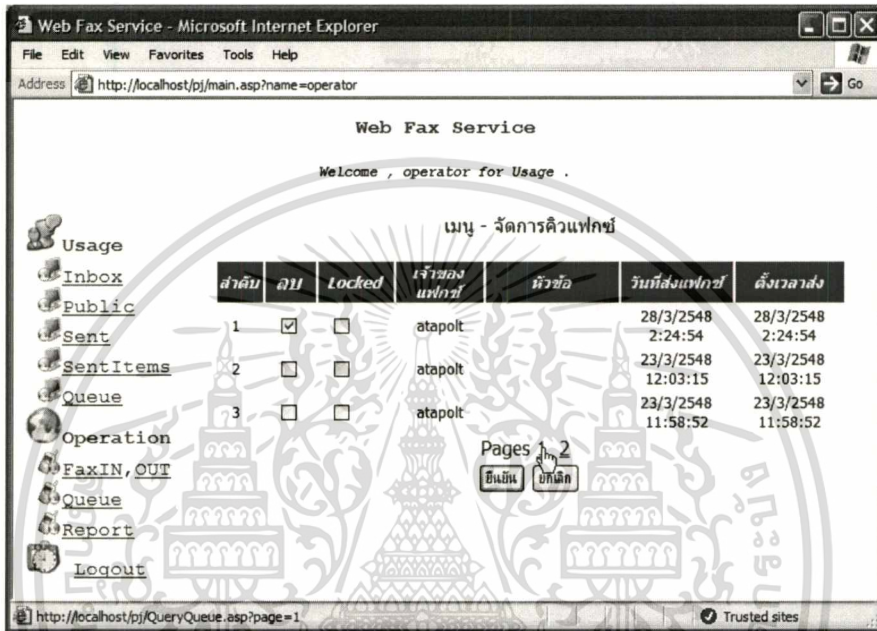 Web Fax Service - Microsoft Internet Explorer
File Edit View Favorites Tools Help
Address http://localhost/pj/main.asp?name=operator Go
Web Fax Service
Welcome , operator for Usage .
Usage
Inbox
Public
Sent
SentItems
Queue
Operation
FaxIN,OUT
Queue
Report
Logout
เมนู - จัดการคิวแฟกซ์
ลำดับ ลบ Locked เจ้าของแฟกซ์ หัวข้อ วันที่ส่งแฟกซ์ ตั้งเวลาส่ง
1 atapolt 28/3/2548 2:24:54 28/3/2548 2:24:54
2 atapolt 23/3/2548 12:03:15 23/3/2548 12:03:15
3 atapolt 23/3/2548 11:58:52 23/3/2548 11:58:52
Pages 1 2
ยืนยัน ยกเลิก
http://localhost/pj/QueryQueue.asp?page=1 Trusted sites